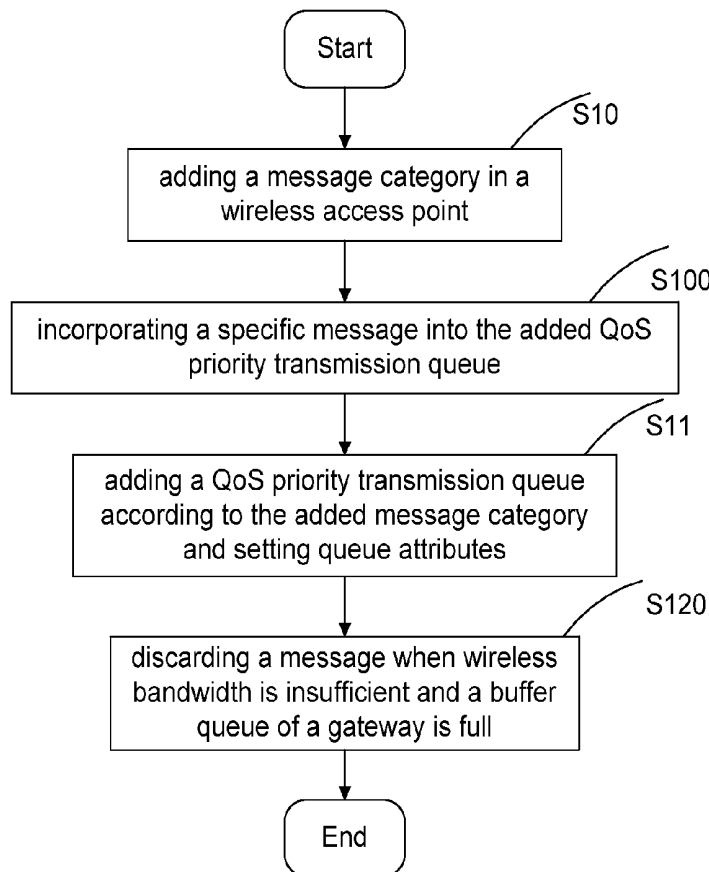 Start
S10
adding a message category in a
wireless access point
S100
incorporating a specific message into the added QoS
priority transmission queue
S11
adding a QoS priority transmission queue
according to the added message category
and setting queue attributes
S120
discarding a message when wireless
bandwidth is insufficient and a buffer
queue of a gateway is full
End